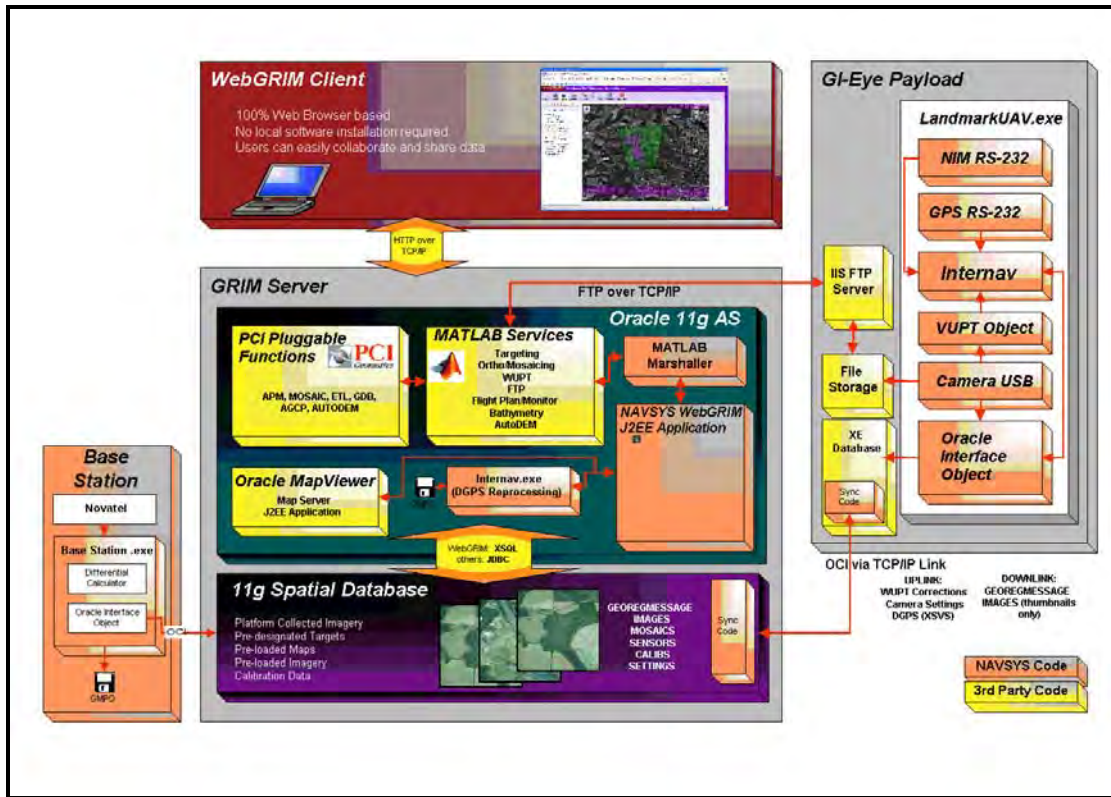 WebGRIM Client
100% Web Browser based
No local software installation required
Users can easily collaborate and share data
HTTP over
TCP/IP
GRIM Server
FTP over TCP/IP
Oracle 11g AS
PCI Pluggable
Functions
PCI
Geomatics
APM, MOSAIC, ETL, GDB,
AGCP, AUTODEM
MATLAB Services
Targeting
Ortho/Mosaicing
WUPT
FTP
Flight Plan/Monitor
Bathymetry
AutoDEM
MATLAB
Marshaller
NAVSYS WebGRIM
J2EE Application
Oracle MapViewer
Map Server
J2EE Application
Internav.exe
(DGPS Reprocessing)
WebGRIM: XSQL
others: JDBC
11g Spatial Database
Platform Collected Imagery
Pre-designated Targets
Pre-loaded Maps
Pre-loaded Imagery
Calibration Data
GEOREGMESSAGE
IMAGES
MOSAICS
SENSORS
CALIBS
SETTINGS
Sync
Code
Base
Station
Novatel
Base Station .exe
Differential
Calculator
Oracle Interface
Object
OCI
GMPO
GI-Eye Payload
LandmarkUAV.exe
NIM RS-232
GPS RS-232
Internav
VUPT Object
Camera USB
Oracle
Interface
Object
IIS FTP
Server
File
Storage
XE
Database
Sync
Code
OCI via TCP/IP Link
UPLINK:
WUPT Corrections
Camera Settings
DGPS (XSVS)
DOWNLINK:
GEOREGMESSAGE
IMAGES (thumbnails
only)
NAVSYS Code
3rd Party Code